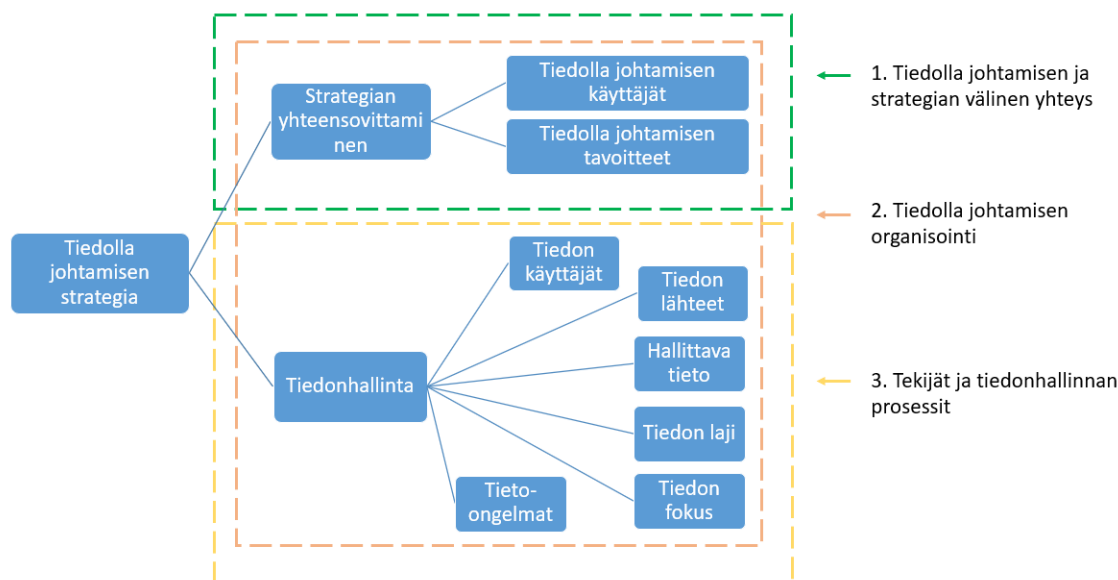 Tiedolla
johtamisen
strategia
Strategian
yhteensovittami
nen
Tiedolla johtamisen
käyttäjät
Tiedolla johtamisen
tavoitteet
Tiedonhallinta
Tiedon
käyttäjät
Tiedon
lähteet
Hallittava
tieto
Tiedon laji
Tiedon
fokus
Tieto-
ongelmat
1. Tiedolla johtamisen ja
strategian välinen yhteys
2. Tiedolla johtamisen
organisointi
3. Tekijät ja tiedonhallinnan
prosessit